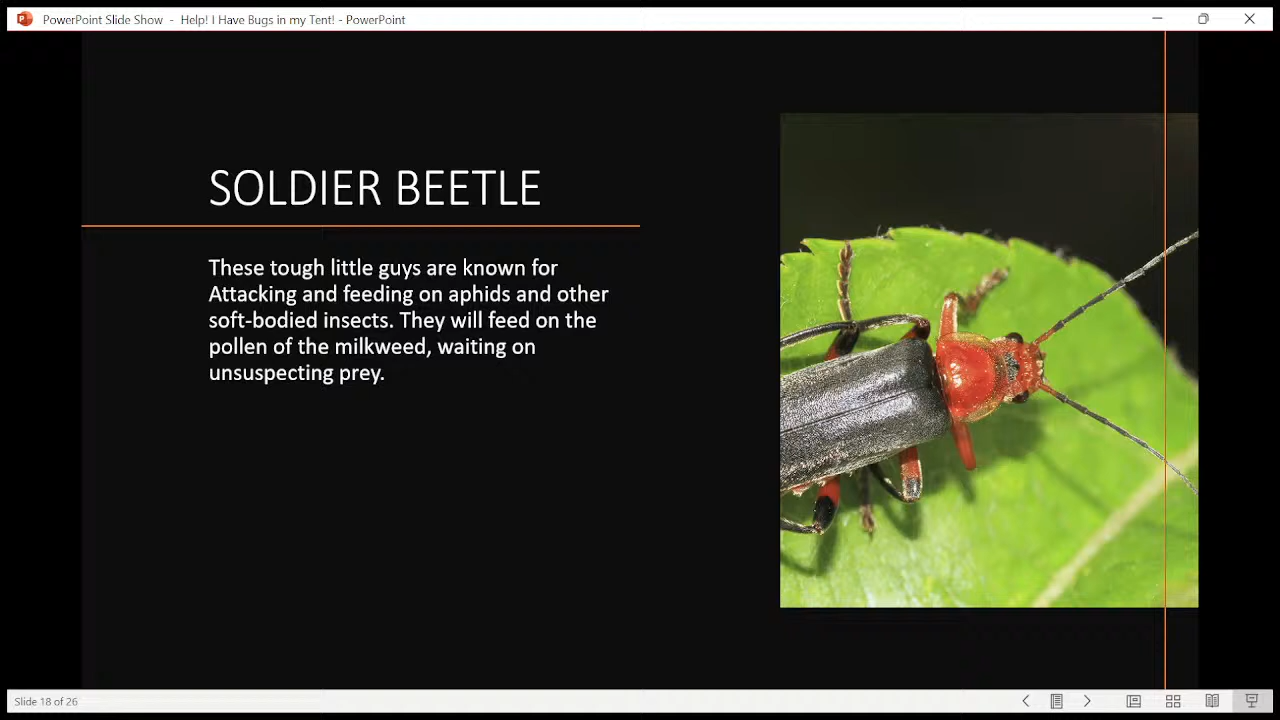 PowerPoint Slide Show - Help! I Have Bugs in my Tent! - PowerPoint
SOLDIER BEETLE
These tough little guys are known for
Attacking and feeding on aphids and other
soft-bodied insects. They will feed on the
pollen of the milkweed, waiting on
unsuspecting prey.
Slide 18 of 26